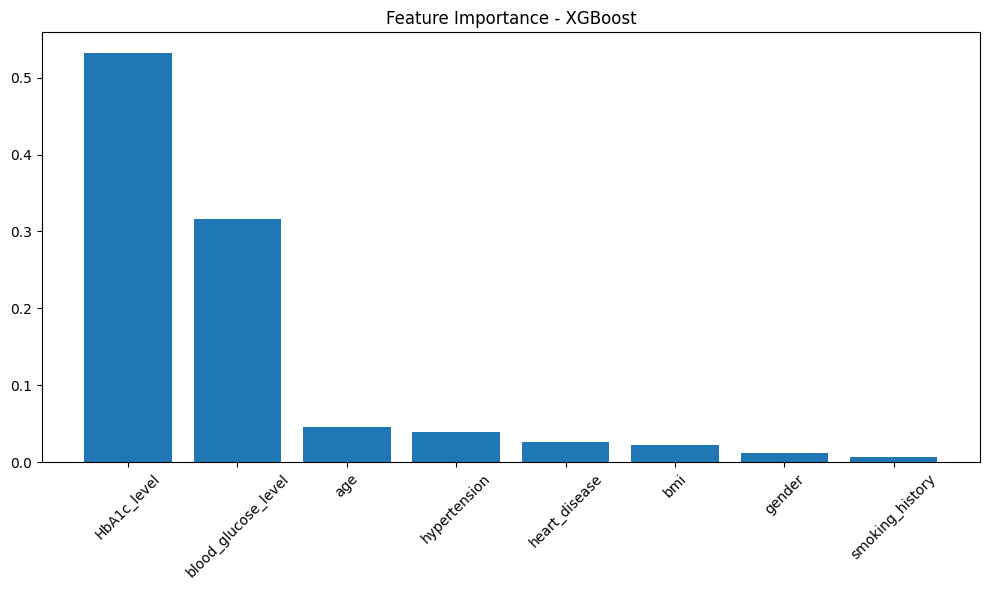 Feature Importance - XGBoost
0.5
0.4
0.3
0.2
0.1
0.0
HbA1c_level
blood_glucose_level
age
hypertension
heart_disease
bmi
gender
smoking_history